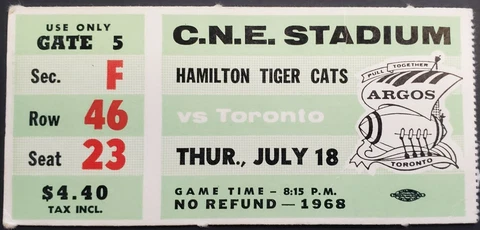 USE ONLY
GATE 5
Sec. F
Row 46
Seat 23
$4.40
TAX INCL.
C.N.E. STADIUM
HAMILTON TIGER CATS
vs Toronto
THUR., JULY 18
GAME TIME - 8:15 P.M.
NO REFUND - 1968
PULL TOGETHER
ARGOS
TORONTO